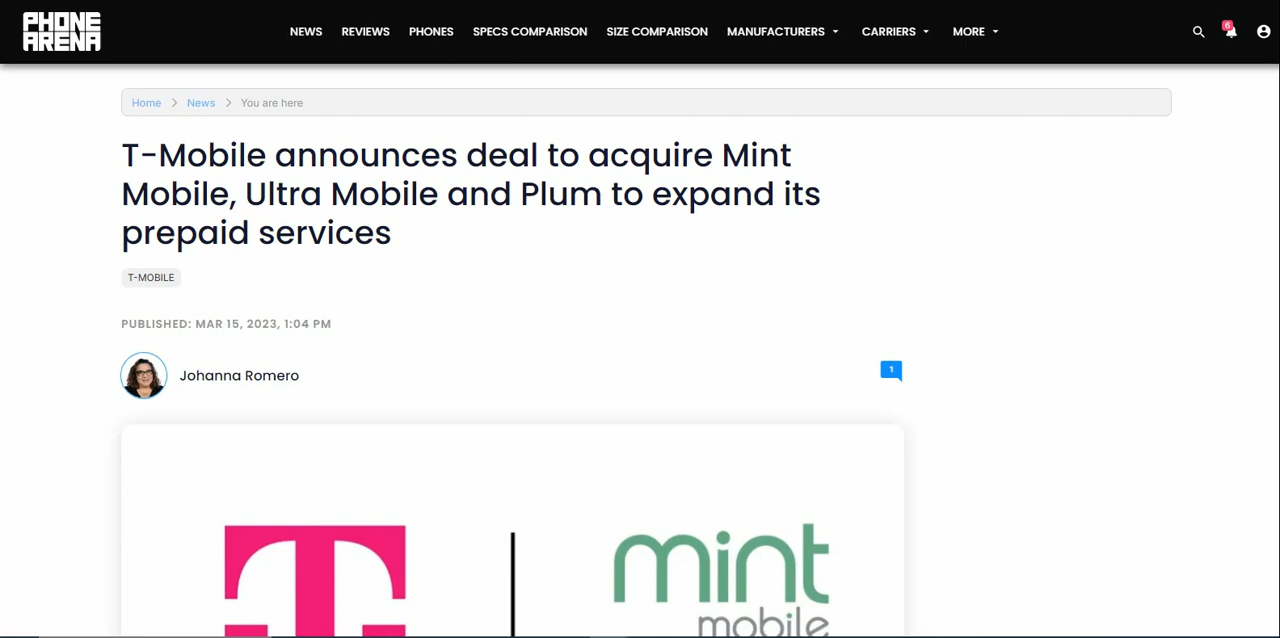 PHONE
ARENA
NEWS
REVIEWS
PHONES
SPECS COMPARISON
SIZE COMPARISON
MANUFACTURERS
CARRIERS
MORE
6
Home
News
You are here
T-Mobile announces deal to acquire Mint
Mobile, Ultra Mobile and Plum to expand its
prepaid services
T-MOBILE
PUBLISHED: MAR 15, 2023, 1:04 PM
Johanna Romero
1
T
mint
mobile